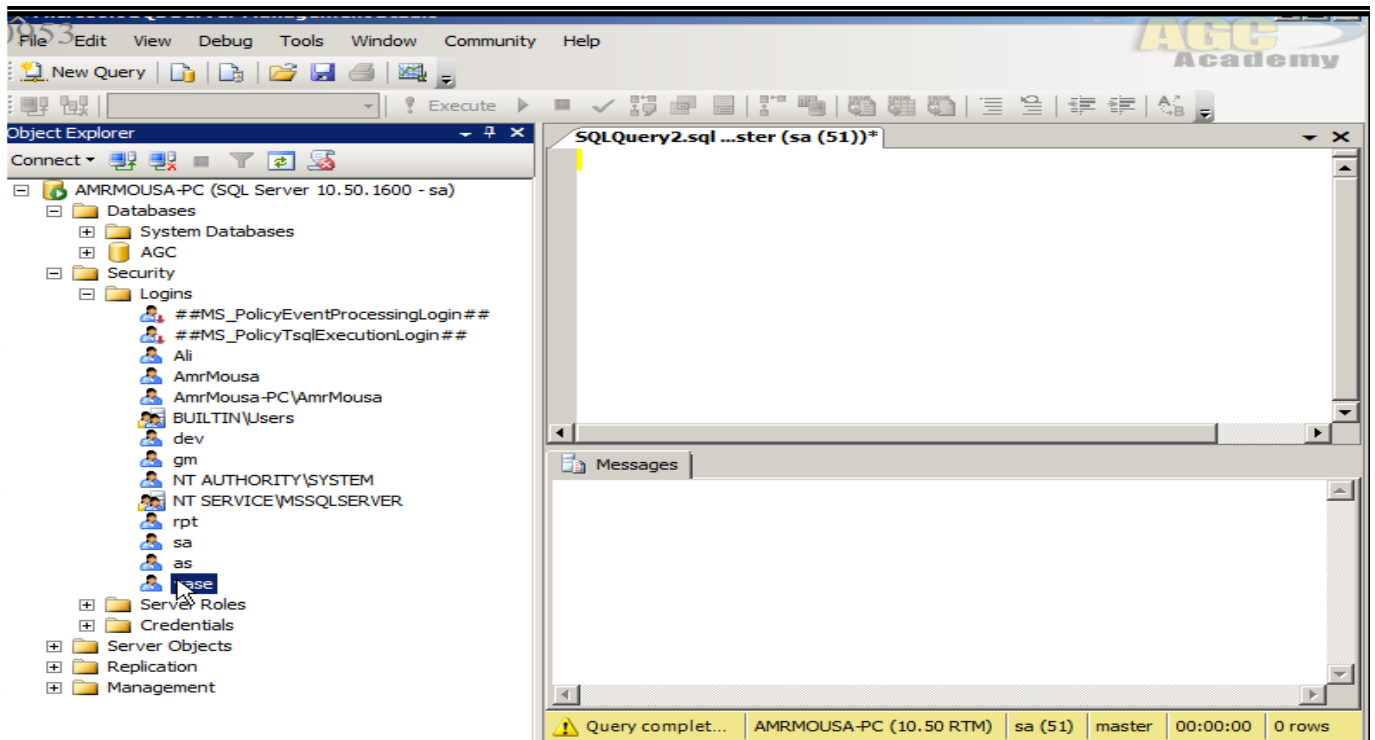 0953
AGC
Academy
File Edit View Debug Tools Window Community Help
New Query
Execute
Object Explorer
Connect
AMRMOUSA-PC (SQL Server 10.50.1600 - sa)
Databases
System Databases
AGC
Security
Logins
##MS_PolicyEventProcessingLogin##
##MS_PolicyTsqlExecutionLogin##
Ali
AmrMousa
AmrMousa-PC\AmrMousa
BUILTIN\Users
dev
gm
NT AUTHORITY\SYSTEM
NT SERVICE\MSSQLSERVER
rpt
sa
as
Server Roles
Credentials
Server Objects
Replication
Management
SQLQuery2.sql ...ster (sa (51))*
Messages
Query complet... AMRMOUSA-PC (10.50 RTM) sa (51) master 00:00:00 0 rows